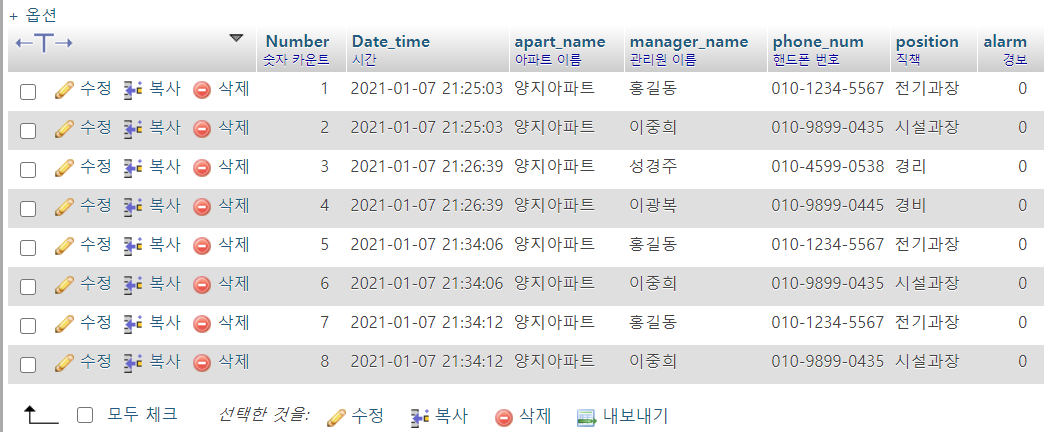 + 옵션
←T→ Number Date_time apart_name manager_name phone_num position alarm
숫자 카운트 시간 아파트 이름 관리원 이름 핸드폰 번호 직책 경보
수정 복사 삭제 1 2021-01-07 21:25:03 양지아파트 홍길동 010-1234-5567 전기과장 0
수정 복사 삭제 2 2021-01-07 21:25:03 양지아파트 이중희 010-9899-0435 시설과장 0
수정 복사 삭제 3 2021-01-07 21:26:39 양지아파트 성경주 010-4599-0538 경리 0
수정 복사 삭제 4 2021-01-07 21:26:39 양지아파트 이광복 010-9899-0445 경비 0
수정 복사 삭제 5 2021-01-07 21:34:06 양지아파트 홍길동 010-1234-5567 전기과장 0
수정 복사 삭제 6 2021-01-07 21:34:06 양지아파트 이중희 010-9899-0435 시설과장 0
수정 복사 삭제 7 2021-01-07 21:34:12 양지아파트 홍길동 010-1234-5567 전기과장 0
수정 복사 삭제 8 2021-01-07 21:34:12 양지아파트 이중희 010-9899-0435 시설과장 0
모두 체크 선택한 것을: 수정 복사 삭제 내보내기